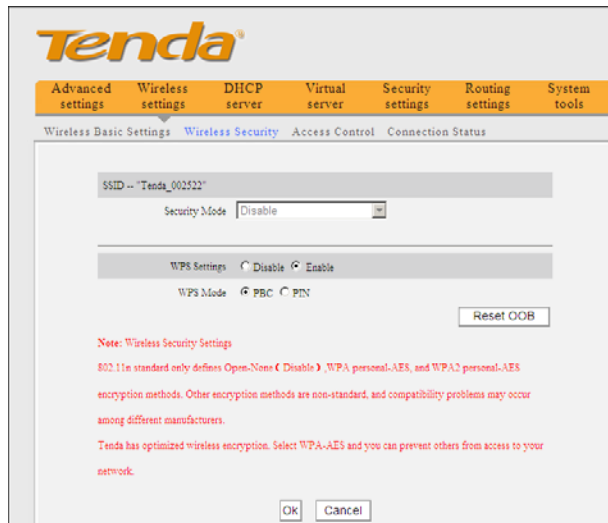 Tenda®
Advanced settings
Wireless settings
DHCP server
Virtual server
Security settings
Routing settings
System tools
Wireless Basic Settings Wireless Security Access Control Connection Status
SSID -- "Tenda_002522"
Security Mode Disable
WPS Settings Disable Enable
WPS Mode PBC PIN
Reset OOB
Note: Wireless Security Settings
802.11n standard only defines Open-None ( Disable ) ,WPA personal-AES, and WPA2 personal-AES
encryption methods. Other encryption methods are non-standard, and compatibility problems may occur
among different manufacturers.
Tenda has optimized wireless encryption. Select WPA-AES and you can prevent others from access to your
network.
Ok Cancel